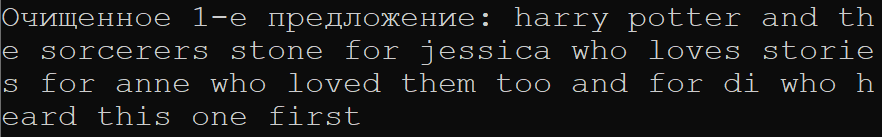 Очищенное 1-е предложение: harry potter and th
e sorcerers stone for jessica who loves storie
s for anne who loved them too and for di who h
eard this one first